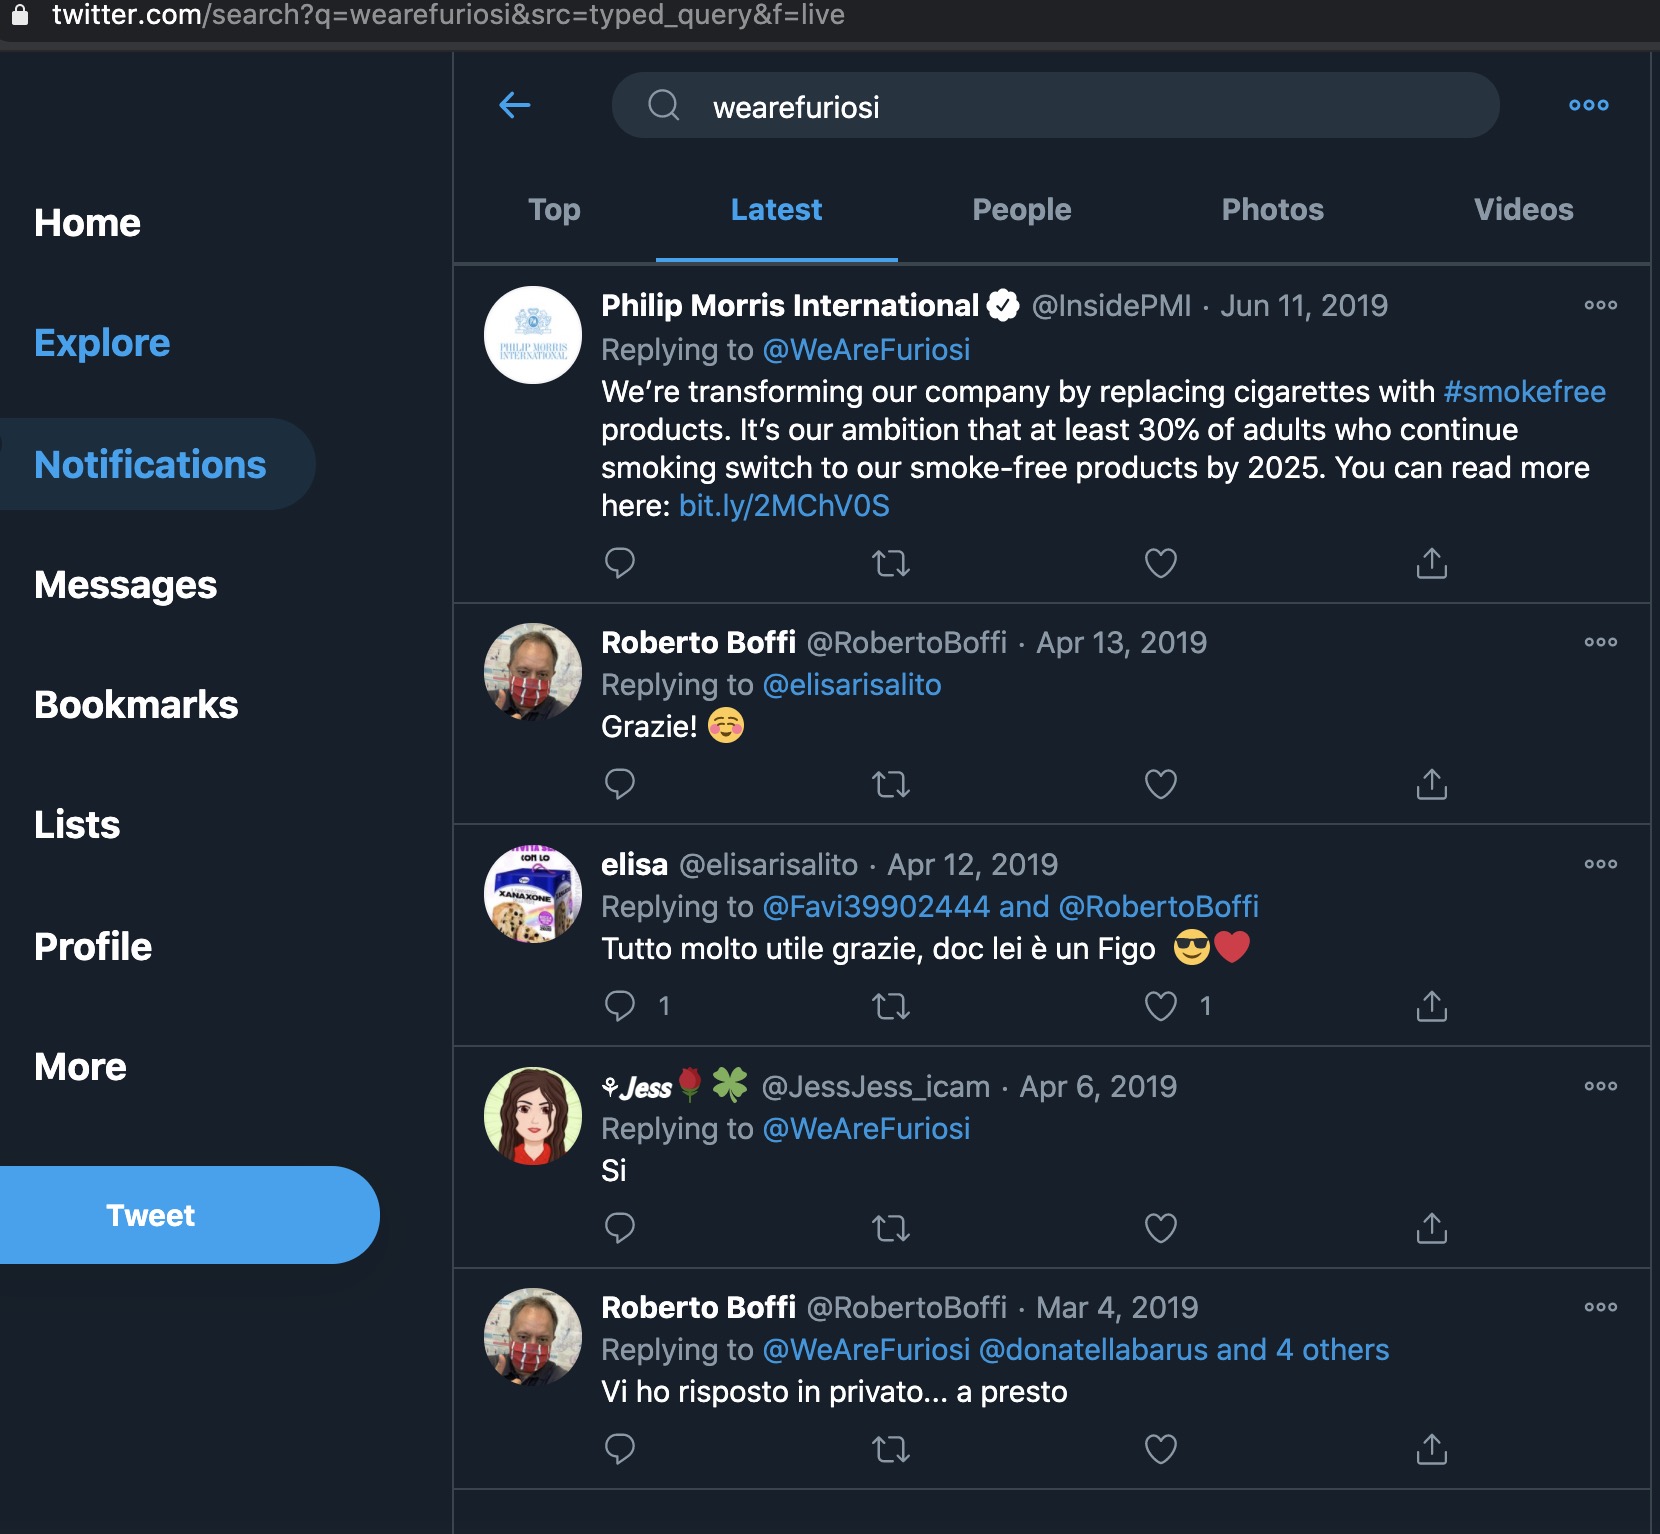 twitter.com/search?q=wearefuriosi&src=typed_query&f=live
wearefuriosi
Top Latest People Photos Videos
Home
Explore
Notifications
Messages
Bookmarks
Lists
Profile
More
Tweet
PHILIP MORRIS
INTERNATIONAL
Philip Morris International @InsidePMI · Jun 11, 2019
Replying to @WeAreFuriosi
We’re transforming our company by replacing cigarettes with #smokefree
products. It’s our ambition that at least 30% of adults who continue
smoking switch to our smoke-free products by 2025. You can read more
here: bit.ly/2MChV0S
Roberto Boffi @RobertoBoffi · Apr 13, 2019
Replying to @elisarisalito
Grazie! ☺️
CON LO
XANAXONE
elisa @elisarisalito · Apr 12, 2019
Replying to @Favi39902444 and @RobertoBoffi
Tutto molto utile grazie, doc lei è un Figo 😎❤️
1 1
⚘Jess🌹🍀 @JessJess_icam · Apr 6, 2019
Replying to @WeAreFuriosi
Si
Roberto Boffi @RobertoBoffi · Mar 4, 2019
Replying to @WeAreFuriosi @donatellabarus and 4 others
Vi ho risposto in privato... a presto